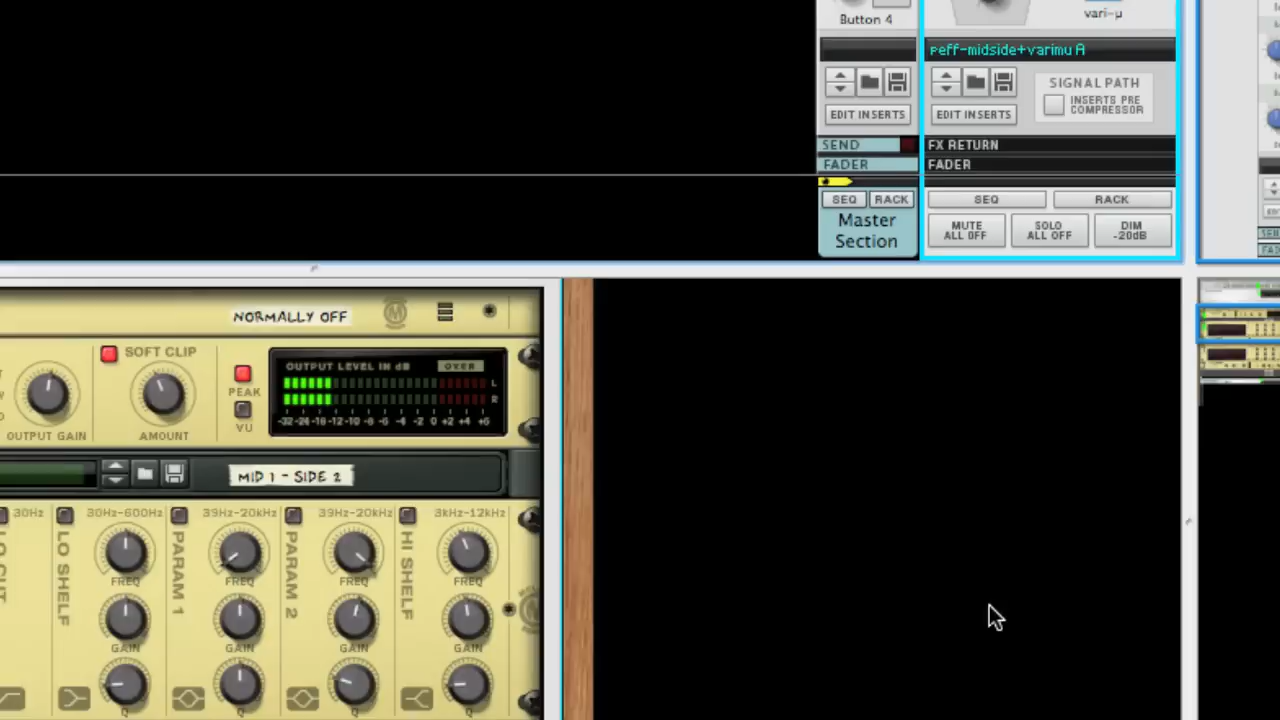 Button 4
vari-µ
reff-midside+varimu A
SIGNAL PATH
INSERTS PRE
COMPRESSOR
EDIT INSERTS
EDIT INSERTS
SEND
FX RETURN
FADER
FADER
SEQ
RACK
SEQ
RACK
Master
Section
MUTE
ALL OFF
SOLO
ALL OFF
DIM
-20dB
NORMALLY OFF
SOFT CLIP
OUTPUT LEVEL IN dB
OVER
L
R
PEAK
VU
-32 -24 -18 -12 -10 -8 -6 -4 -2 0 +2 +4 +6
OUTPUT GAIN
AMOUNT
MID 1 - SIDE 2
30Hz
30Hz-600Hz
39Hz-20kHz
39Hz-20kHz
3kHz-12kHz
LO SHELF
PARAM 1
PARAM 2
HI SHELF
FREQ
FREQ
FREQ
FREQ
GAIN
GAIN
GAIN
GAIN
Q
Q
Q
Q